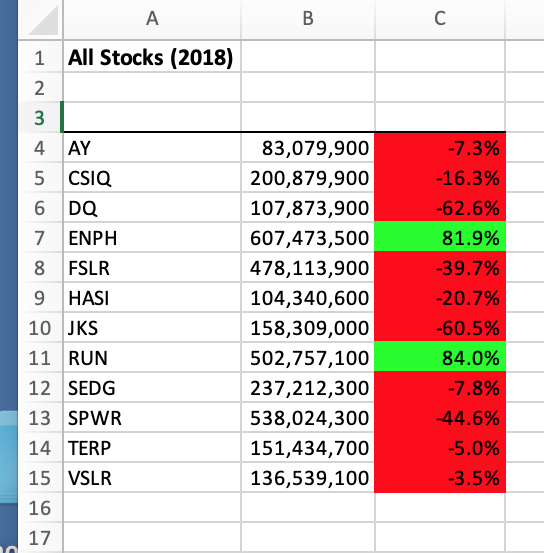 A B C
1 All Stocks (2018)
2
3
4 AY 83,079,900 -7.3%
5 CSIQ 200,879,900 -16.3%
6 DQ 107,873,900 -62.6%
7 ENPH 607,473,500 81.9%
8 FSLR 478,113,900 -39.7%
9 HASI 104,340,600 -20.7%
10 JKS 158,309,000 -60.5%
11 RUN 502,757,100 84.0%
12 SEDG 237,212,300 -7.8%
13 SPWR 538,024,300 -44.6%
14 TERP 151,434,700 -5.0%
15 VSLR 136,539,100 -3.5%
16
17